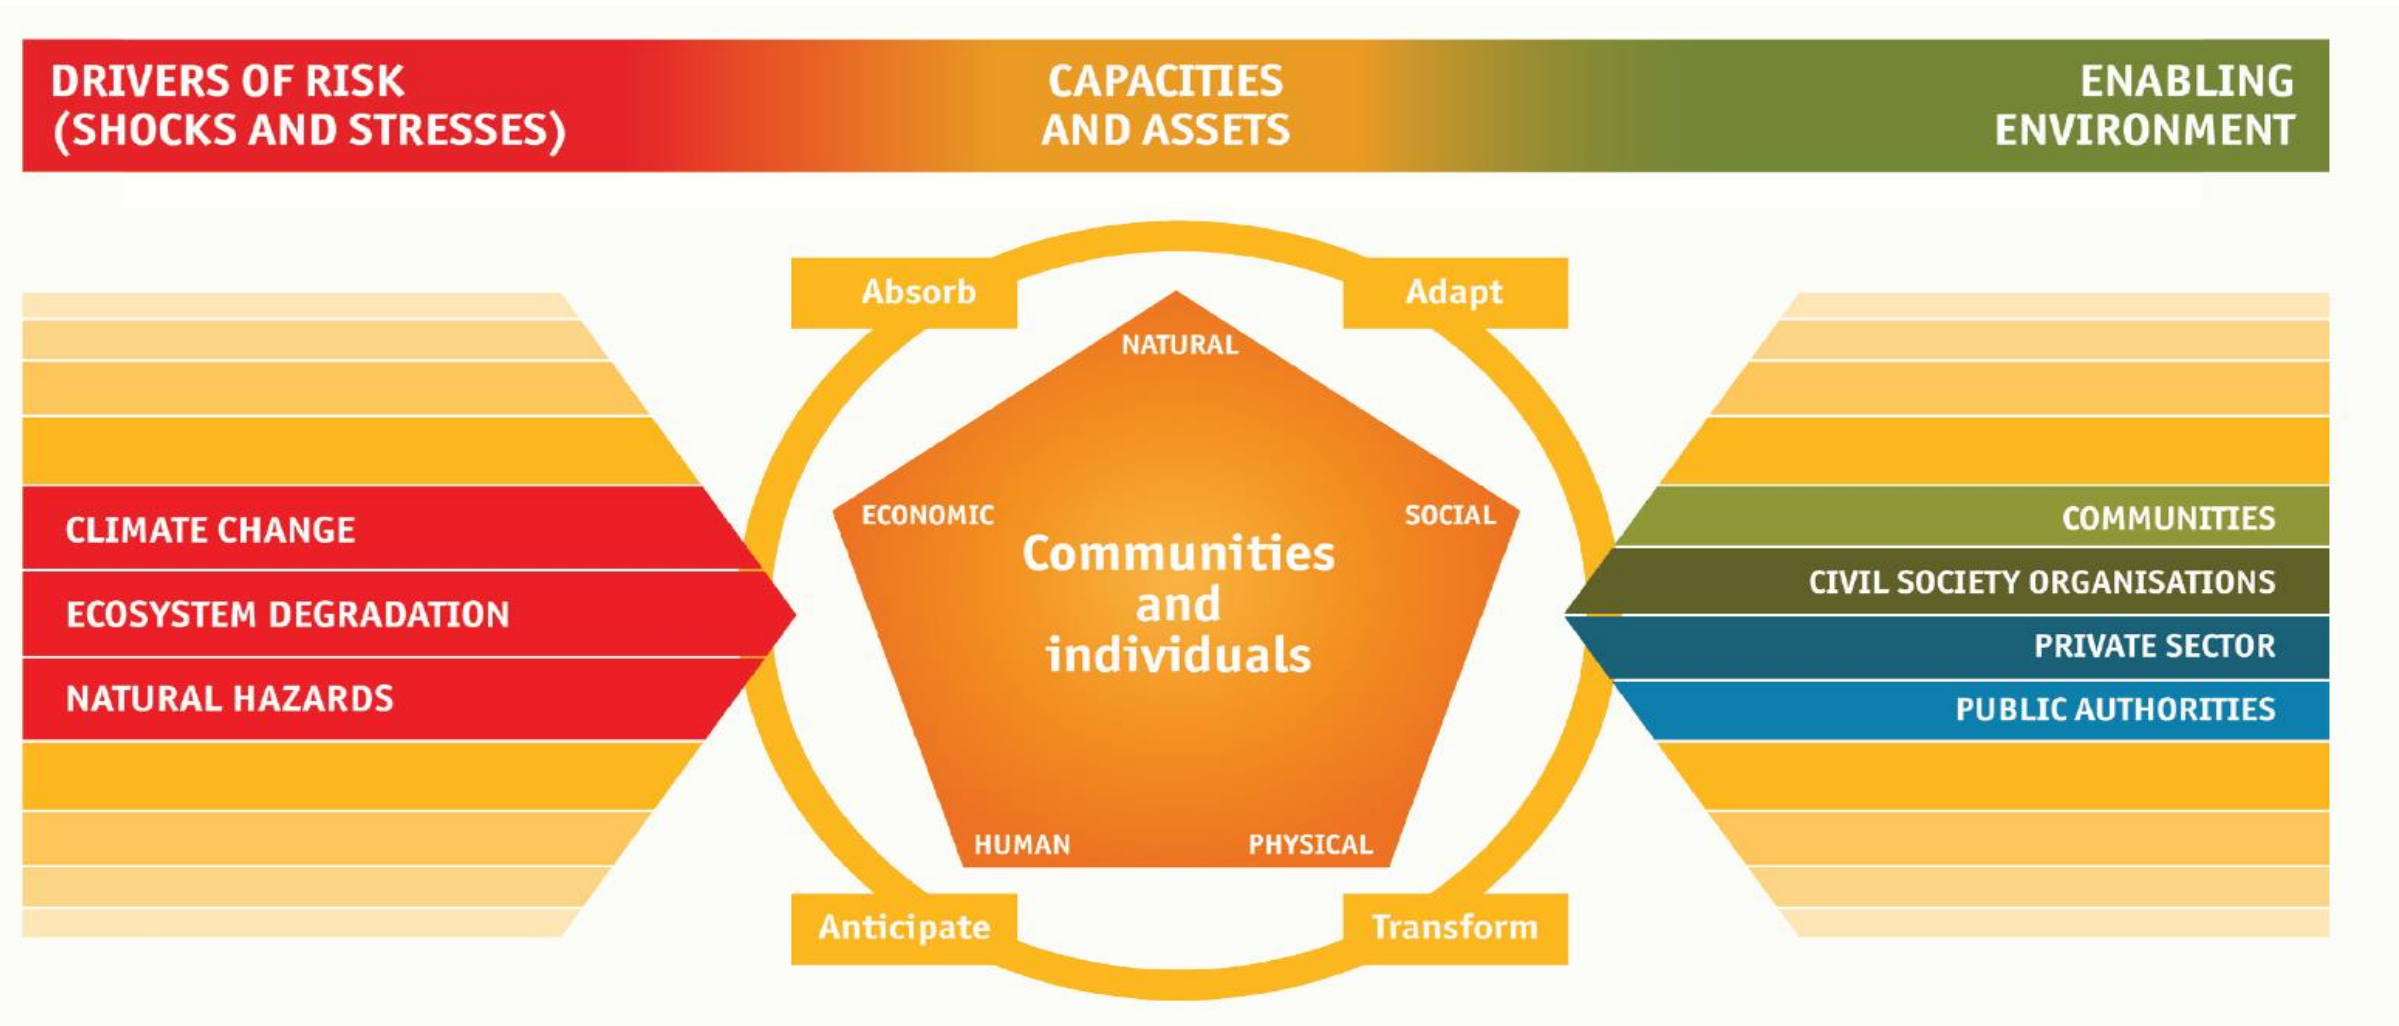 DRIVERS OF RISK
(SHOCKS AND STRESSES)
CAPACITIES
AND ASSETS
ENABLING
ENVIRONMENT
Absorb
Adapt
NATURAL
ECONOMIC
SOCIAL
Communities
and
individuals
HUMAN
PHYSICAL
Anticipate
Transform
CLIMATE CHANGE
ECOSYSTEM DEGRADATION
NATURAL HAZARDS
COMMUNITIES
CIVIL SOCIETY ORGANISATIONS
PRIVATE SECTOR
PUBLIC AUTHORITIES